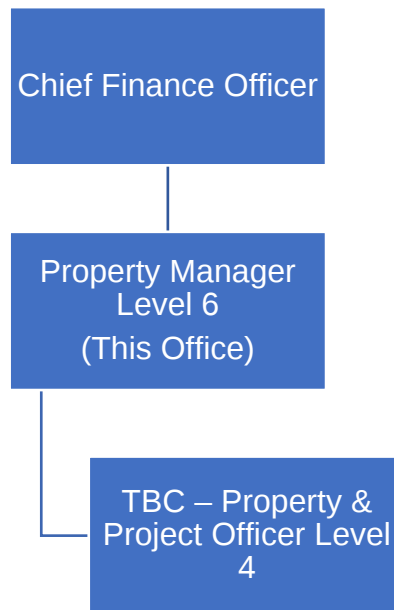 Chief Finance Officer
Property Manager
Level 6
(This Office)
TBC – Property &
Project Officer Level
4